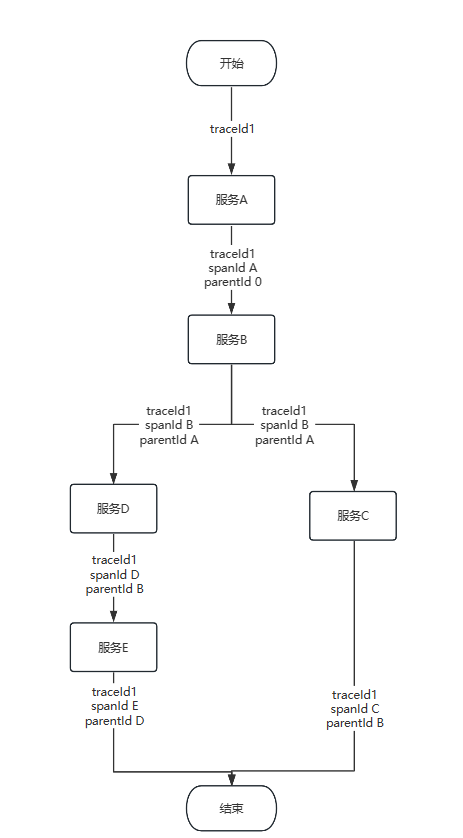 开始
traceId1
服务A
traceId1
spanId A
parentId 0
服务B
traceId1
spanId B
parentId A
traceId1
spanId B
parentId A
服务D
服务C
traceId1
spanId D
parentId B
服务E
traceId1
spanId E
parentId D
traceId1
spanId C
parentId B
结束